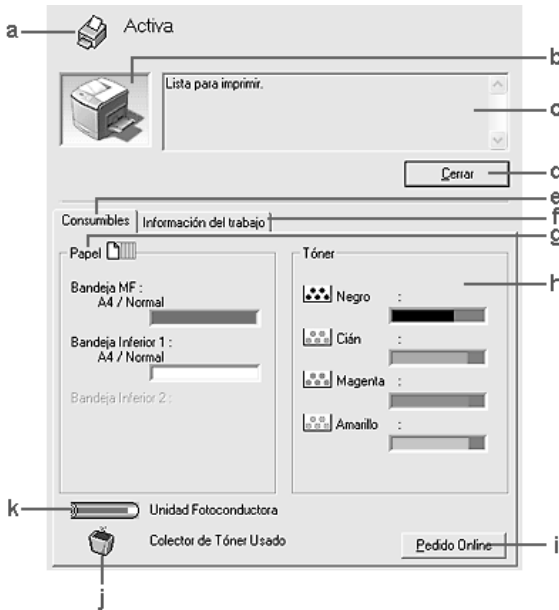 a
Activa
b
Lista para imprimir.
c
Cerrar
d
e
Consumibles
Información del trabajo
f
g
Papel
Tóner
h
Bandeja MF :
A4 / Normal
Negro :
Bandeja Inferior 1 :
A4 / Normal
Cián :
Bandeja Inferior 2 :
Magenta :
Amarillo :
k
Unidad Fotoconductora
Colector de Tóner Usado
Pedido Online
i
j